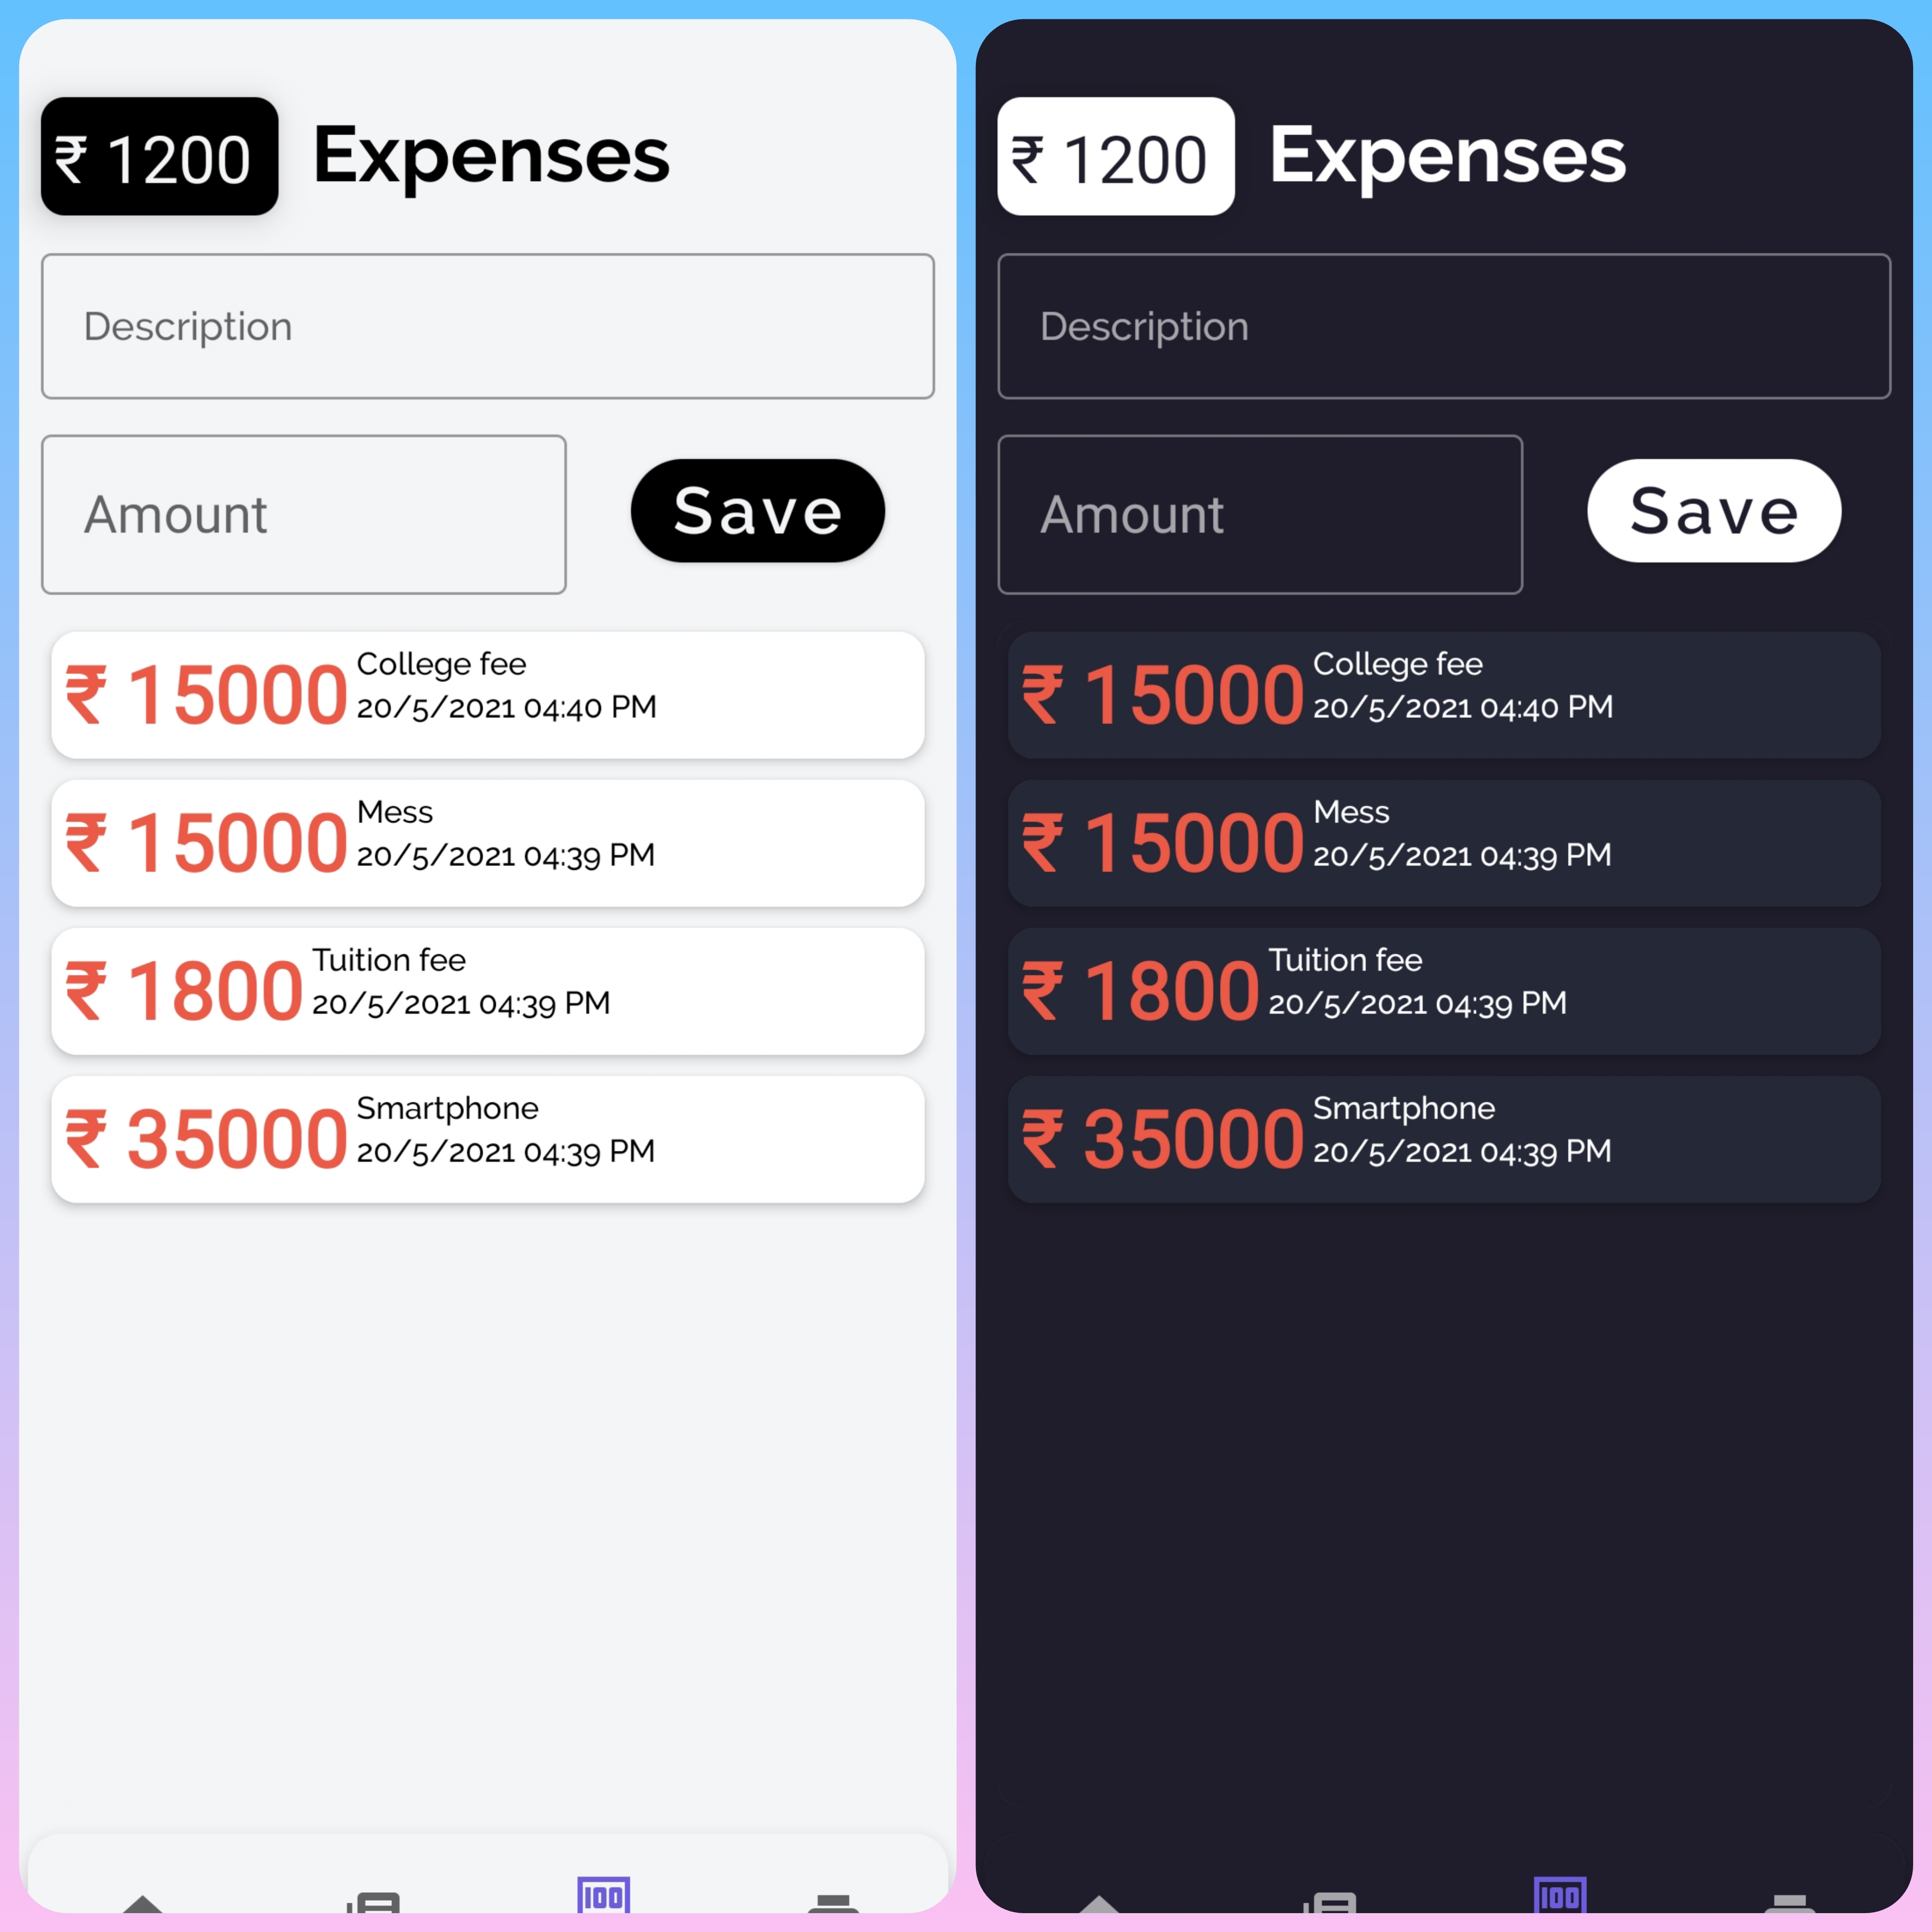 ₹ 1200 Expenses
Description
Amount
Save
₹ 15000 College fee
20/5/2021 04:40 PM
₹ 15000 Mess
20/5/2021 04:39 PM
₹ 1800 Tuition fee
20/5/2021 04:39 PM
₹ 35000 Smartphone
20/5/2021 04:39 PM
100
₹ 1200 Expenses
Description
Amount
Save
₹ 15000 College fee
20/5/2021 04:40 PM
₹ 15000 Mess
20/5/2021 04:39 PM
₹ 1800 Tuition fee
20/5/2021 04:39 PM
₹ 35000 Smartphone
20/5/2021 04:39 PM
100